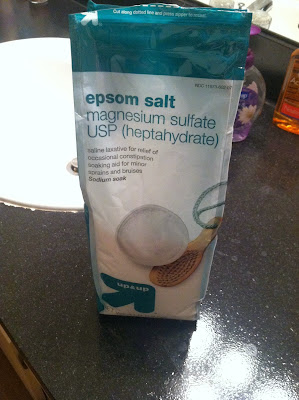 Cut along dotted line and press zipper to reseal.
epsom salt
magnesium sulfate
USP (heptahydrate)
saline laxative for relief of
occasional constipation
soaking aid for minor
sprains and bruises
Sodium soak
up&up